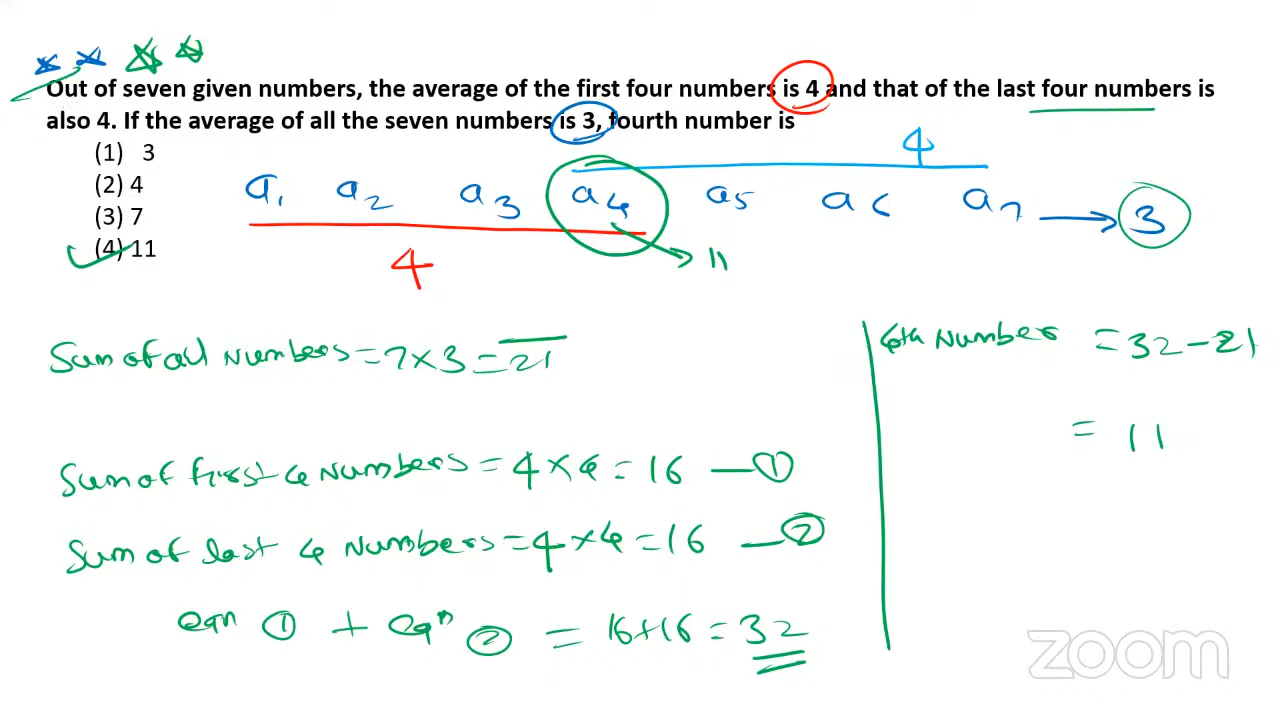 Out of seven given numbers, the average of the first four numbers is 4 and that of the last four numbers is
also 4. If the average of all the seven numbers is 3, fourth number is
(1) 3
(2) 4
(3) 7
(4) 11
4
a1 a2 a3 a4 a5 a6 a7 → 3
→ 11
4
Sum of all Numbers = 7 × 3 = 21
Sum of first 4 Numbers = 4 × 4 = 16 — ①
Sum of last 4 Numbers = 4 × 4 = 16 — ②
eqn ① + eqn ② = 16+16 = 32
4th Number = 32 - 21
= 11
zoom